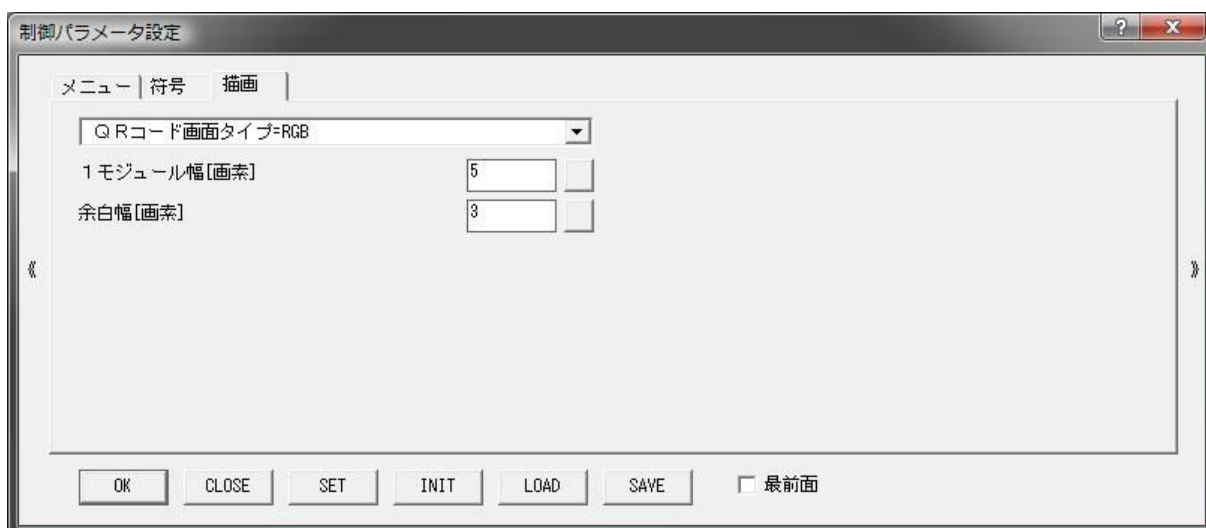 制御パラメータ設定
? X
メニュー 符号 描画
QRコード画面タイプ=RGB
1モジュール幅[画素] 5
余白幅[画素] 3
《 》
OK CLOSE SET INIT LOAD SAVE 最前面